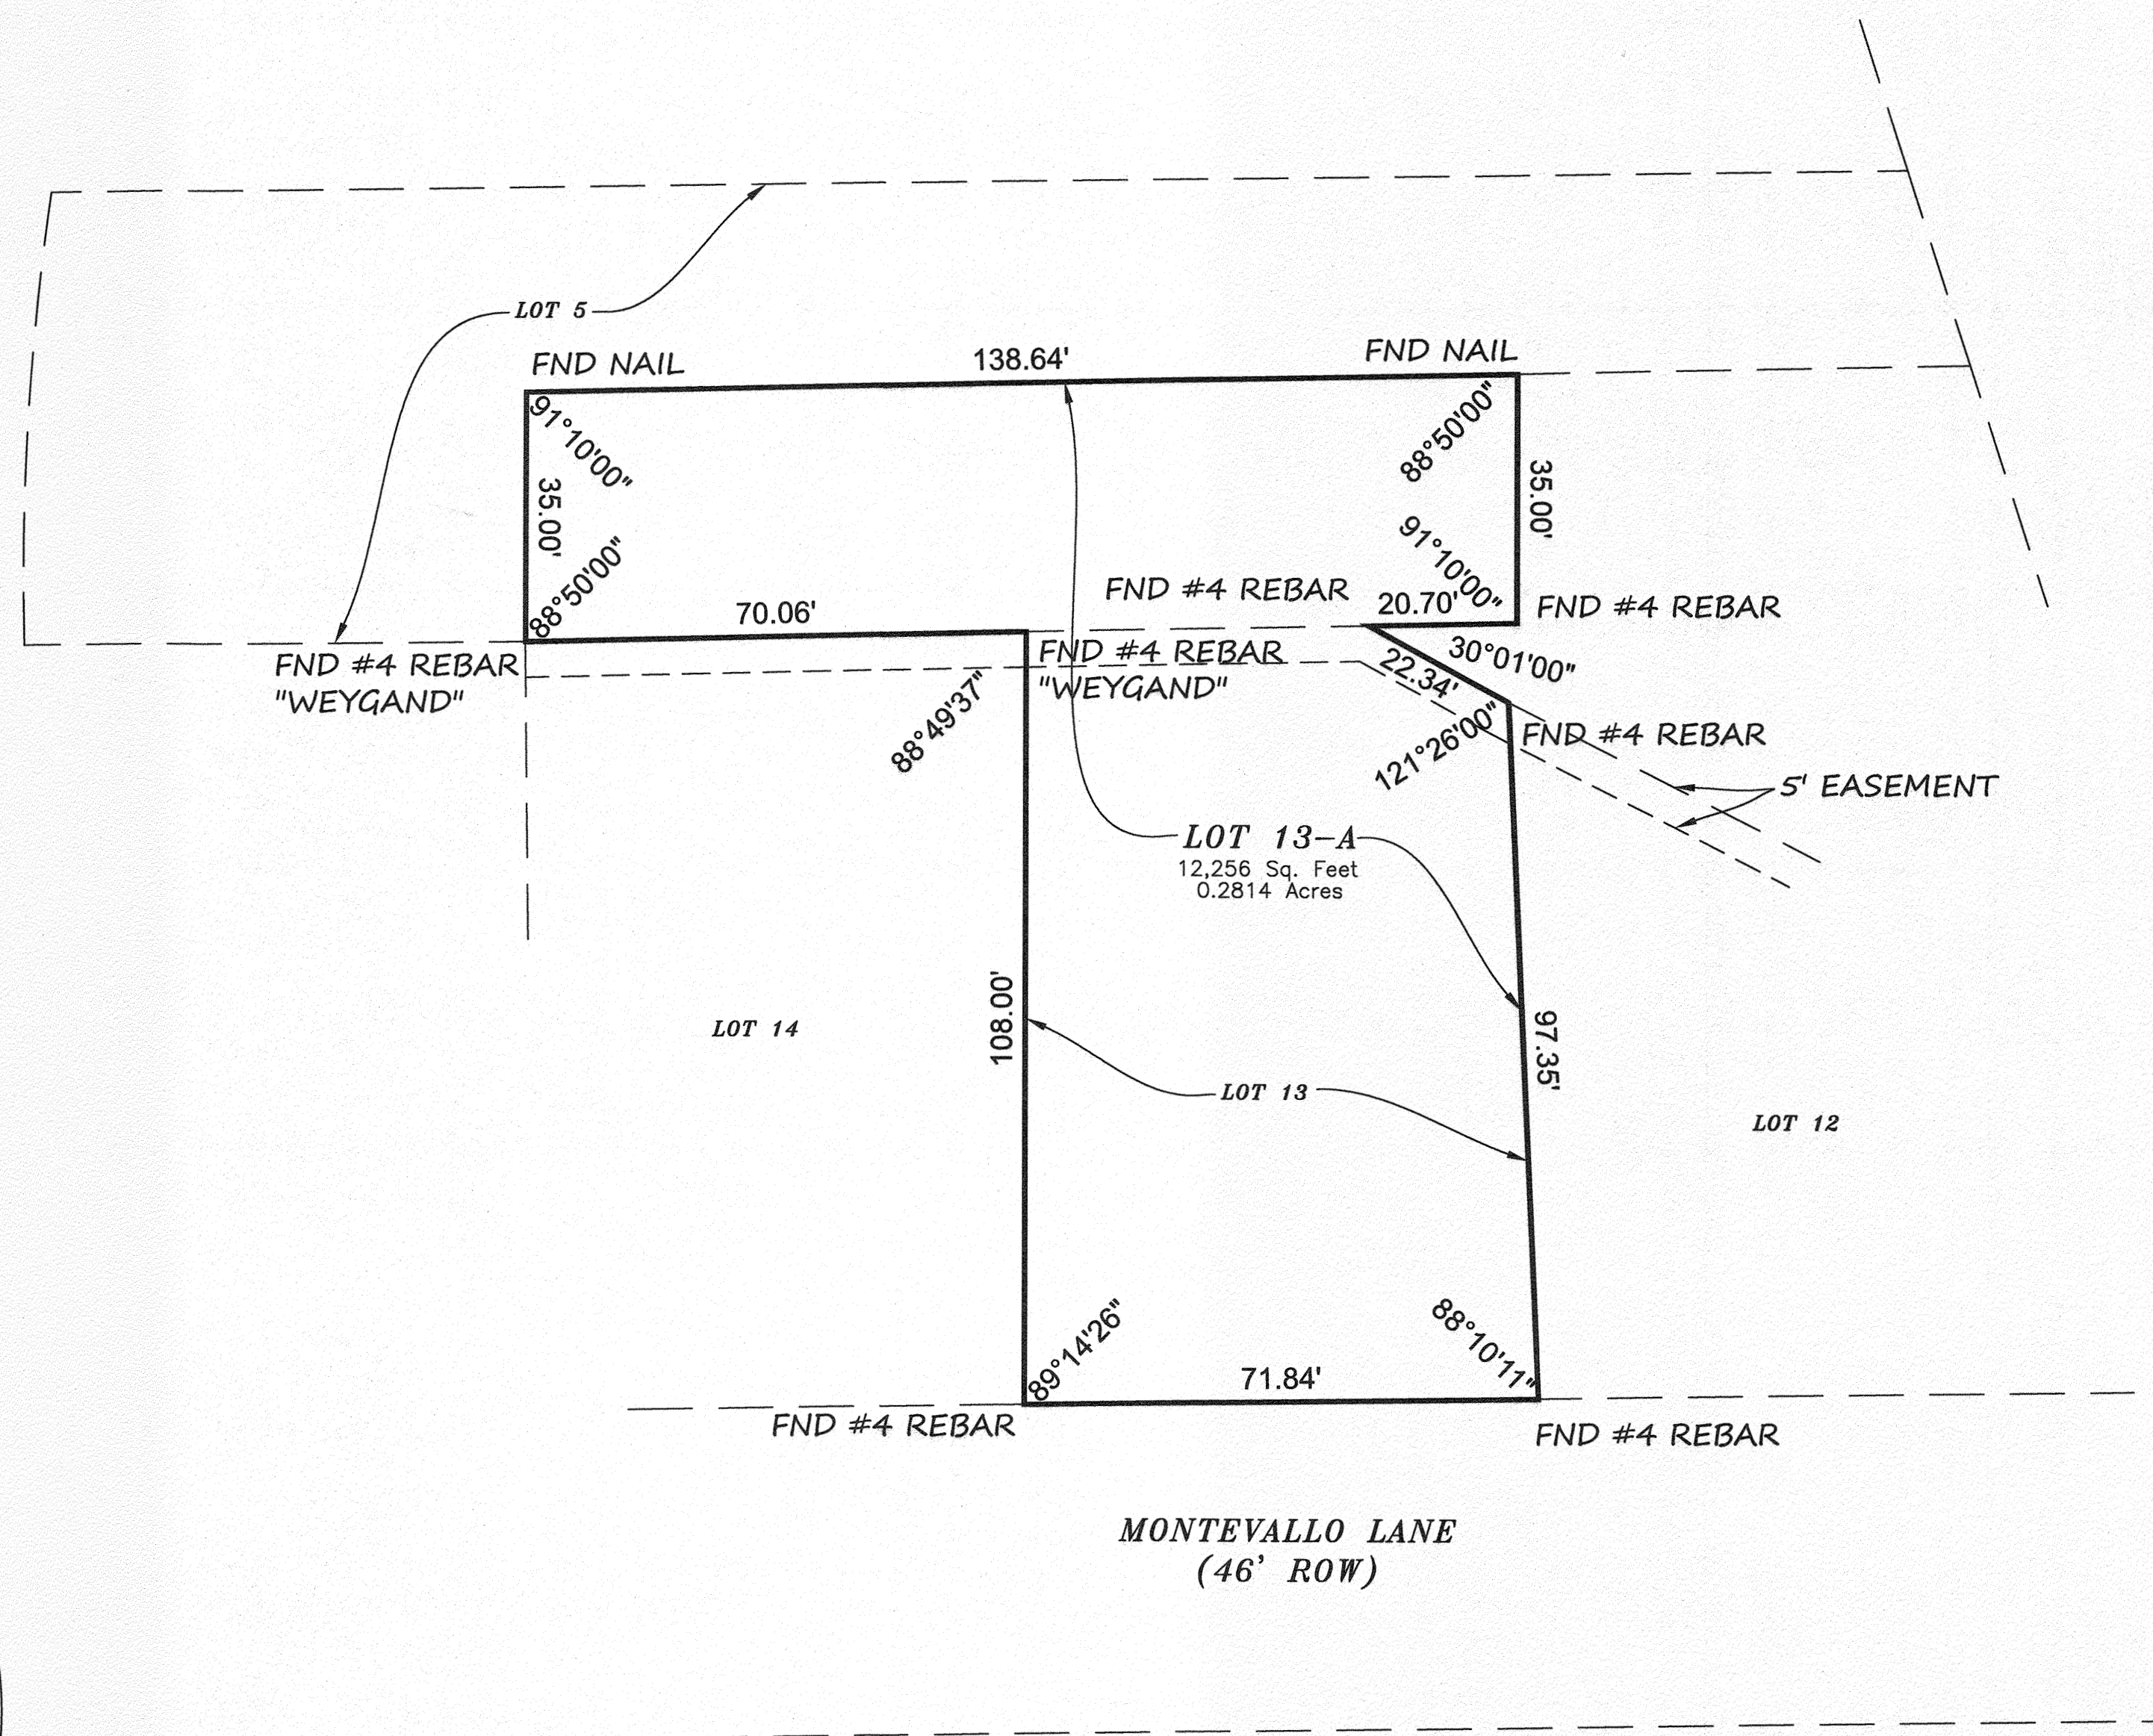 LOT 5
FND NAIL
138.64'
FND NAIL
91°10'00"
88°50'00"
35.00'
35.00'
88°50'00"
91°10'00"
70.06'
FND #4 REBAR
20.70'
FND #4 REBAR
FND #4 REBAR
"WEYGAND"
FND #4 REBAR
"WEYGAND"
30°01'00"
22.34'
88°49'37"
121°26'00"
FND #4 REBAR
5' EASEMENT
LOT 13-A
12,256 Sq. Feet
0.2814 Acres
108.00'
97.35'
LOT 14
LOT 13
LOT 12
89°14'26"
88°10'11"
71.84'
FND #4 REBAR
FND #4 REBAR
MONTEVALLO LANE
(46' ROW)